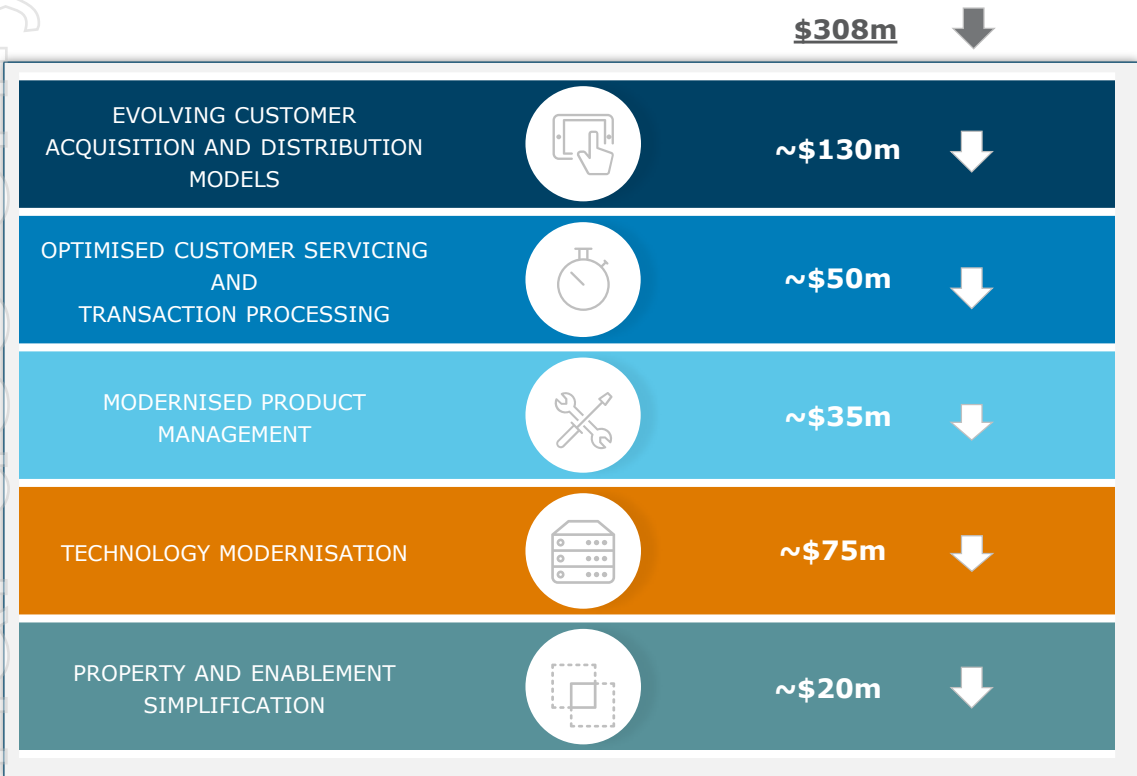 $308m
EVOLVING CUSTOMER
ACQUISITION AND DISTRIBUTION
MODELS
~$130m
OPTIMISED CUSTOMER SERVICING
AND
TRANSACTION PROCESSING
~$50m
MODERNISED PRODUCT
MANAGEMENT
~$35m
TECHNOLOGY MODERNISATION
~$75m
PROPERTY AND ENABLEMENT
SIMPLIFICATION
~$20m